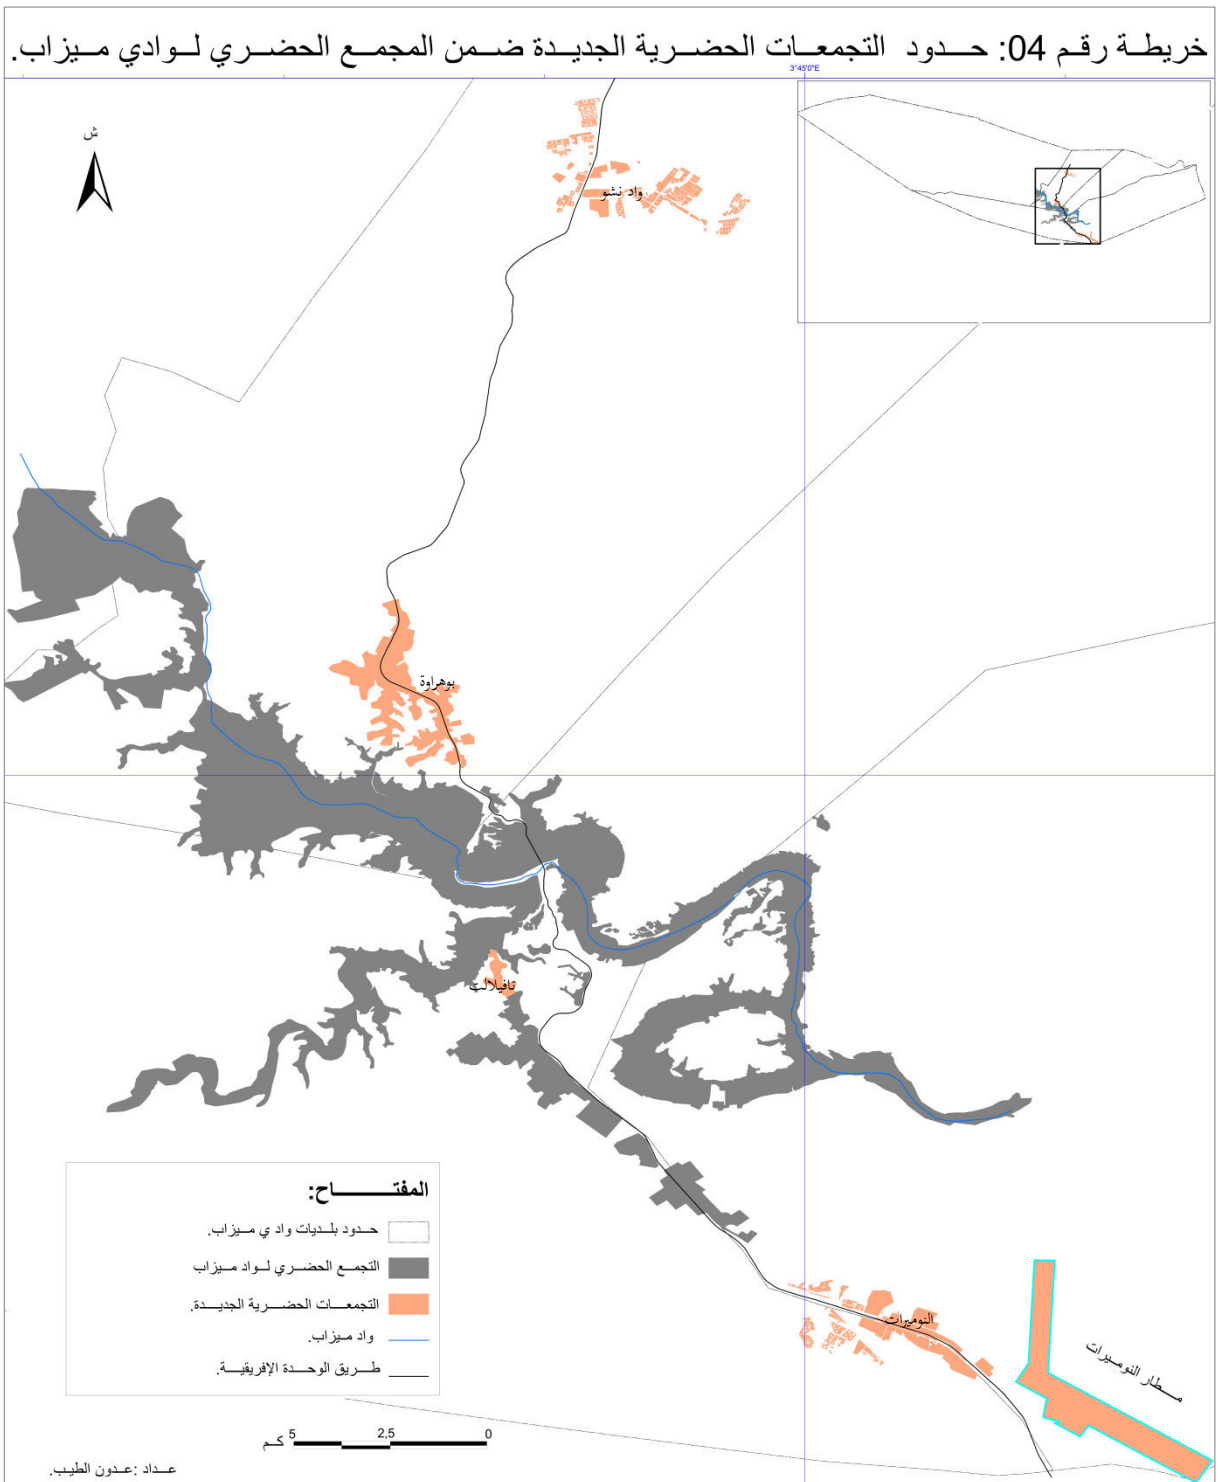 خريطة رقم 04: حدود التجمعات الحضرية الجديدة ضمن المجمع الحضري لوادي ميزاب.
3°45'0"E
ش
واد نشو
بوهراوة
تافيلالت
النوميرات
مطار النوميرات
المفتاح:
حدود بلديات واد ي ميزاب.
التجمع الحضري لواد ميزاب
التجمعات الحضرية الجديدة.
واد ميزاب.
طريق الوحدة الإفريقية.
0 2,5 5 كم
عداد :عدون الطيب.